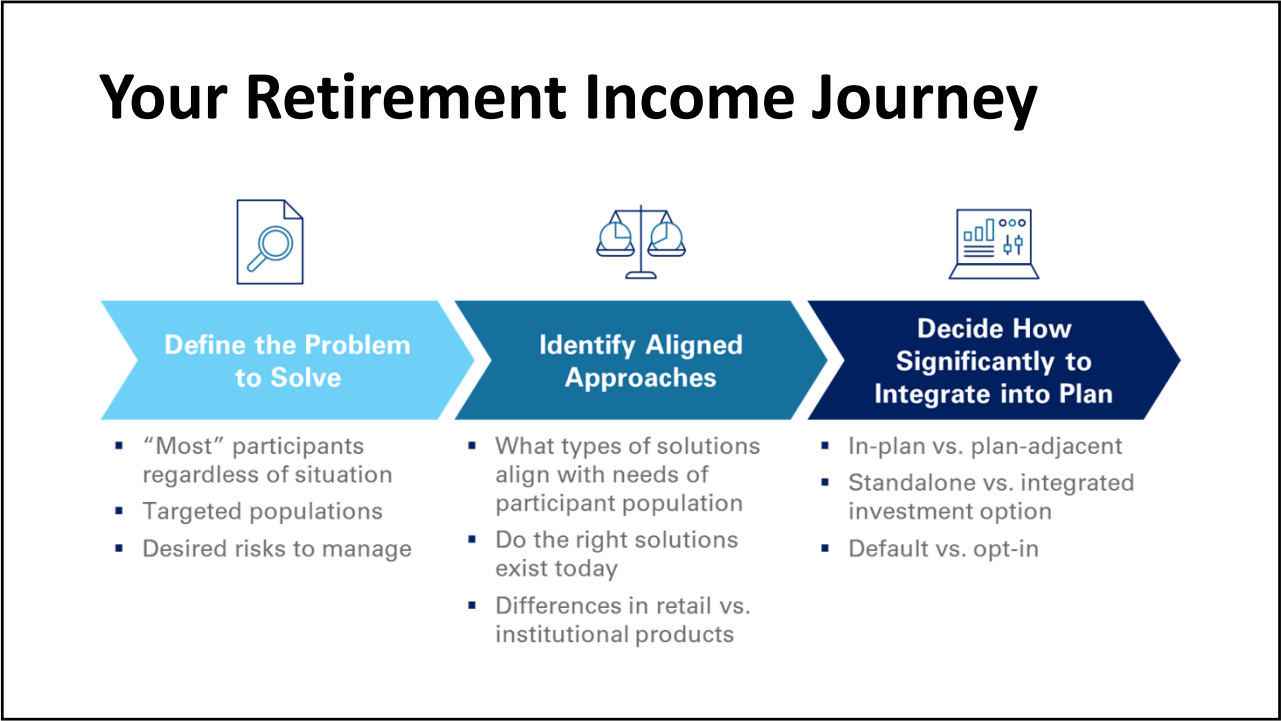 Your Retirement Income Journey
Define the Problem
to Solve
▪ “Most” participants
regardless of situation
▪ Targeted populations
▪ Desired risks to manage
Identify Aligned
Approaches
▪ What types of solutions
align with needs of
participant population
▪ Do the right solutions
exist today
▪ Differences in retail vs.
institutional products
Decide How
Significantly to
Integrate into Plan
▪ In-plan vs. plan-adjacent
▪ Standalone vs. integrated
investment option
▪ Default vs. opt-in